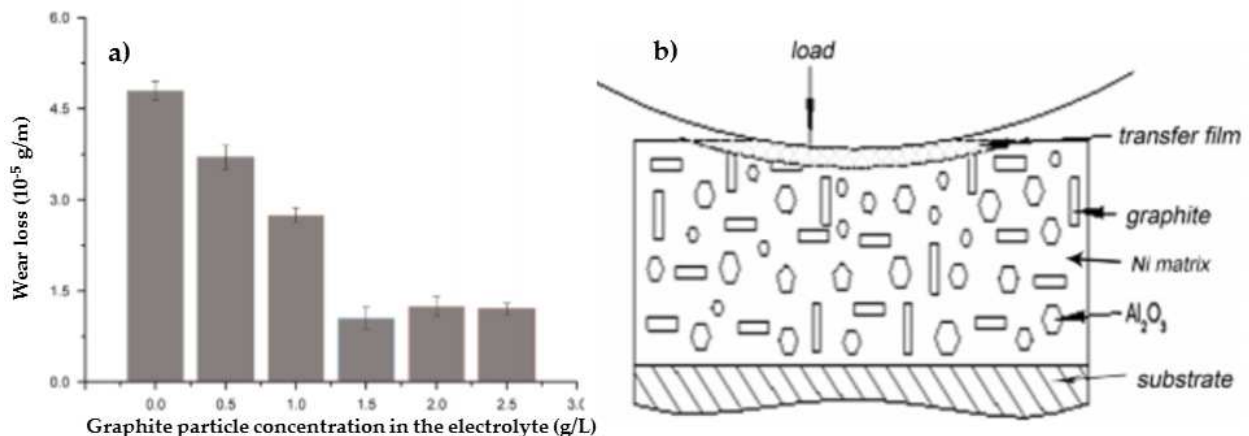 a)
6.0
4.5
3.0
1.5
0.0
Wear loss (10⁻⁵ g/m)
0.0 0.5 1.0 1.5 2.0 2.5 3.0
Graphite particle concentration in the electrolyte (g/L)
b)
load
transfer film
graphite
Ni matrix
Al₂O₃
substrate